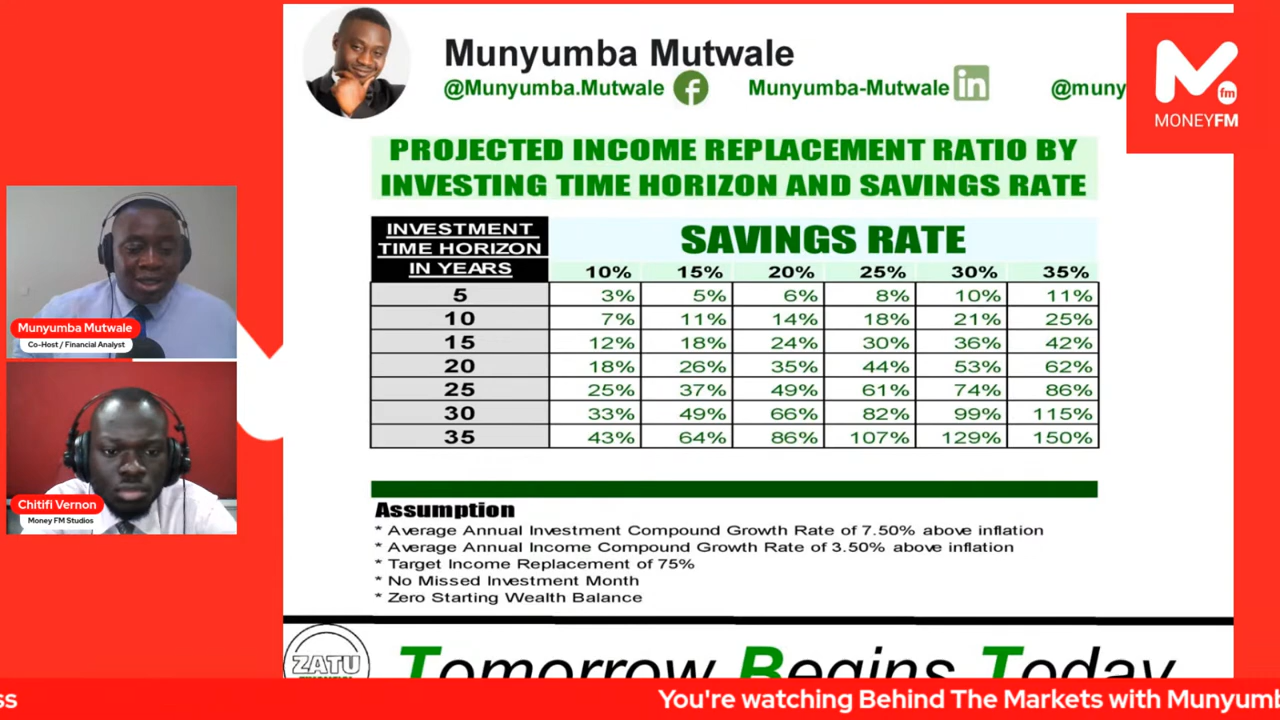 Munyumba Mutwale
@Munyumba.Mutwale Munyumba-Mutwale in @muny
fm
MONEYFM
PROJECTED INCOME REPLACEMENT RATIO BY
INVESTING TIME HORIZON AND SAVINGS RATE
INVESTMENT
TIME HORIZON
IN YEARS
SAVINGS RATE
10% 15% 20% 25% 30% 35%
5 3% 5% 6% 8% 10% 11%
10 7% 11% 14% 18% 21% 25%
15 12% 18% 24% 30% 36% 42%
20 18% 26% 35% 44% 53% 62%
25 25% 37% 49% 61% 74% 86%
30 33% 49% 66% 82% 99% 115%
35 43% 64% 86% 107% 129% 150%
Assumption
* Average Annual Investment Compound Growth Rate of 7.50% above inflation
* Average Annual Income Compound Growth Rate of 3.50% above inflation
* Target Income Replacement of 75%
* No Missed Investment Month
* Zero Starting Wealth Balance
Munyumba Mutwale
Co-Host / Financial Analyst
Chitifi Vernon
Money FM Studios
ZATU
Tomorrow Begins Today
ss You're watching Behind The Markets with Munyumb